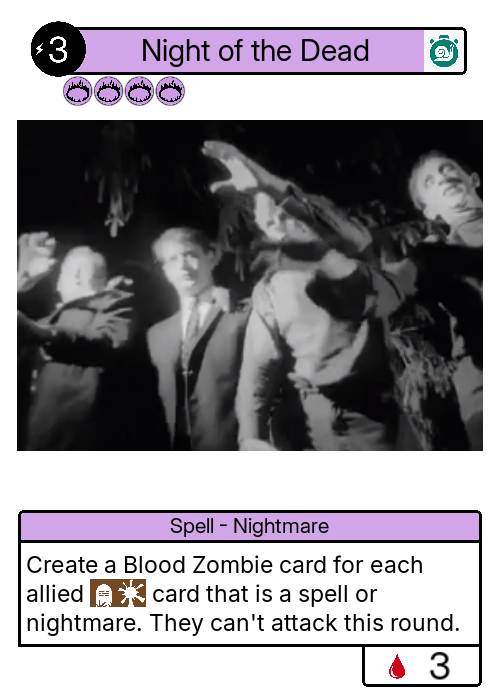 3
Night of the Dead
Spell - Nightmare
Create a Blood Zombie card for each
allied card that is a spell or
nightmare. They can't attack this round.
3